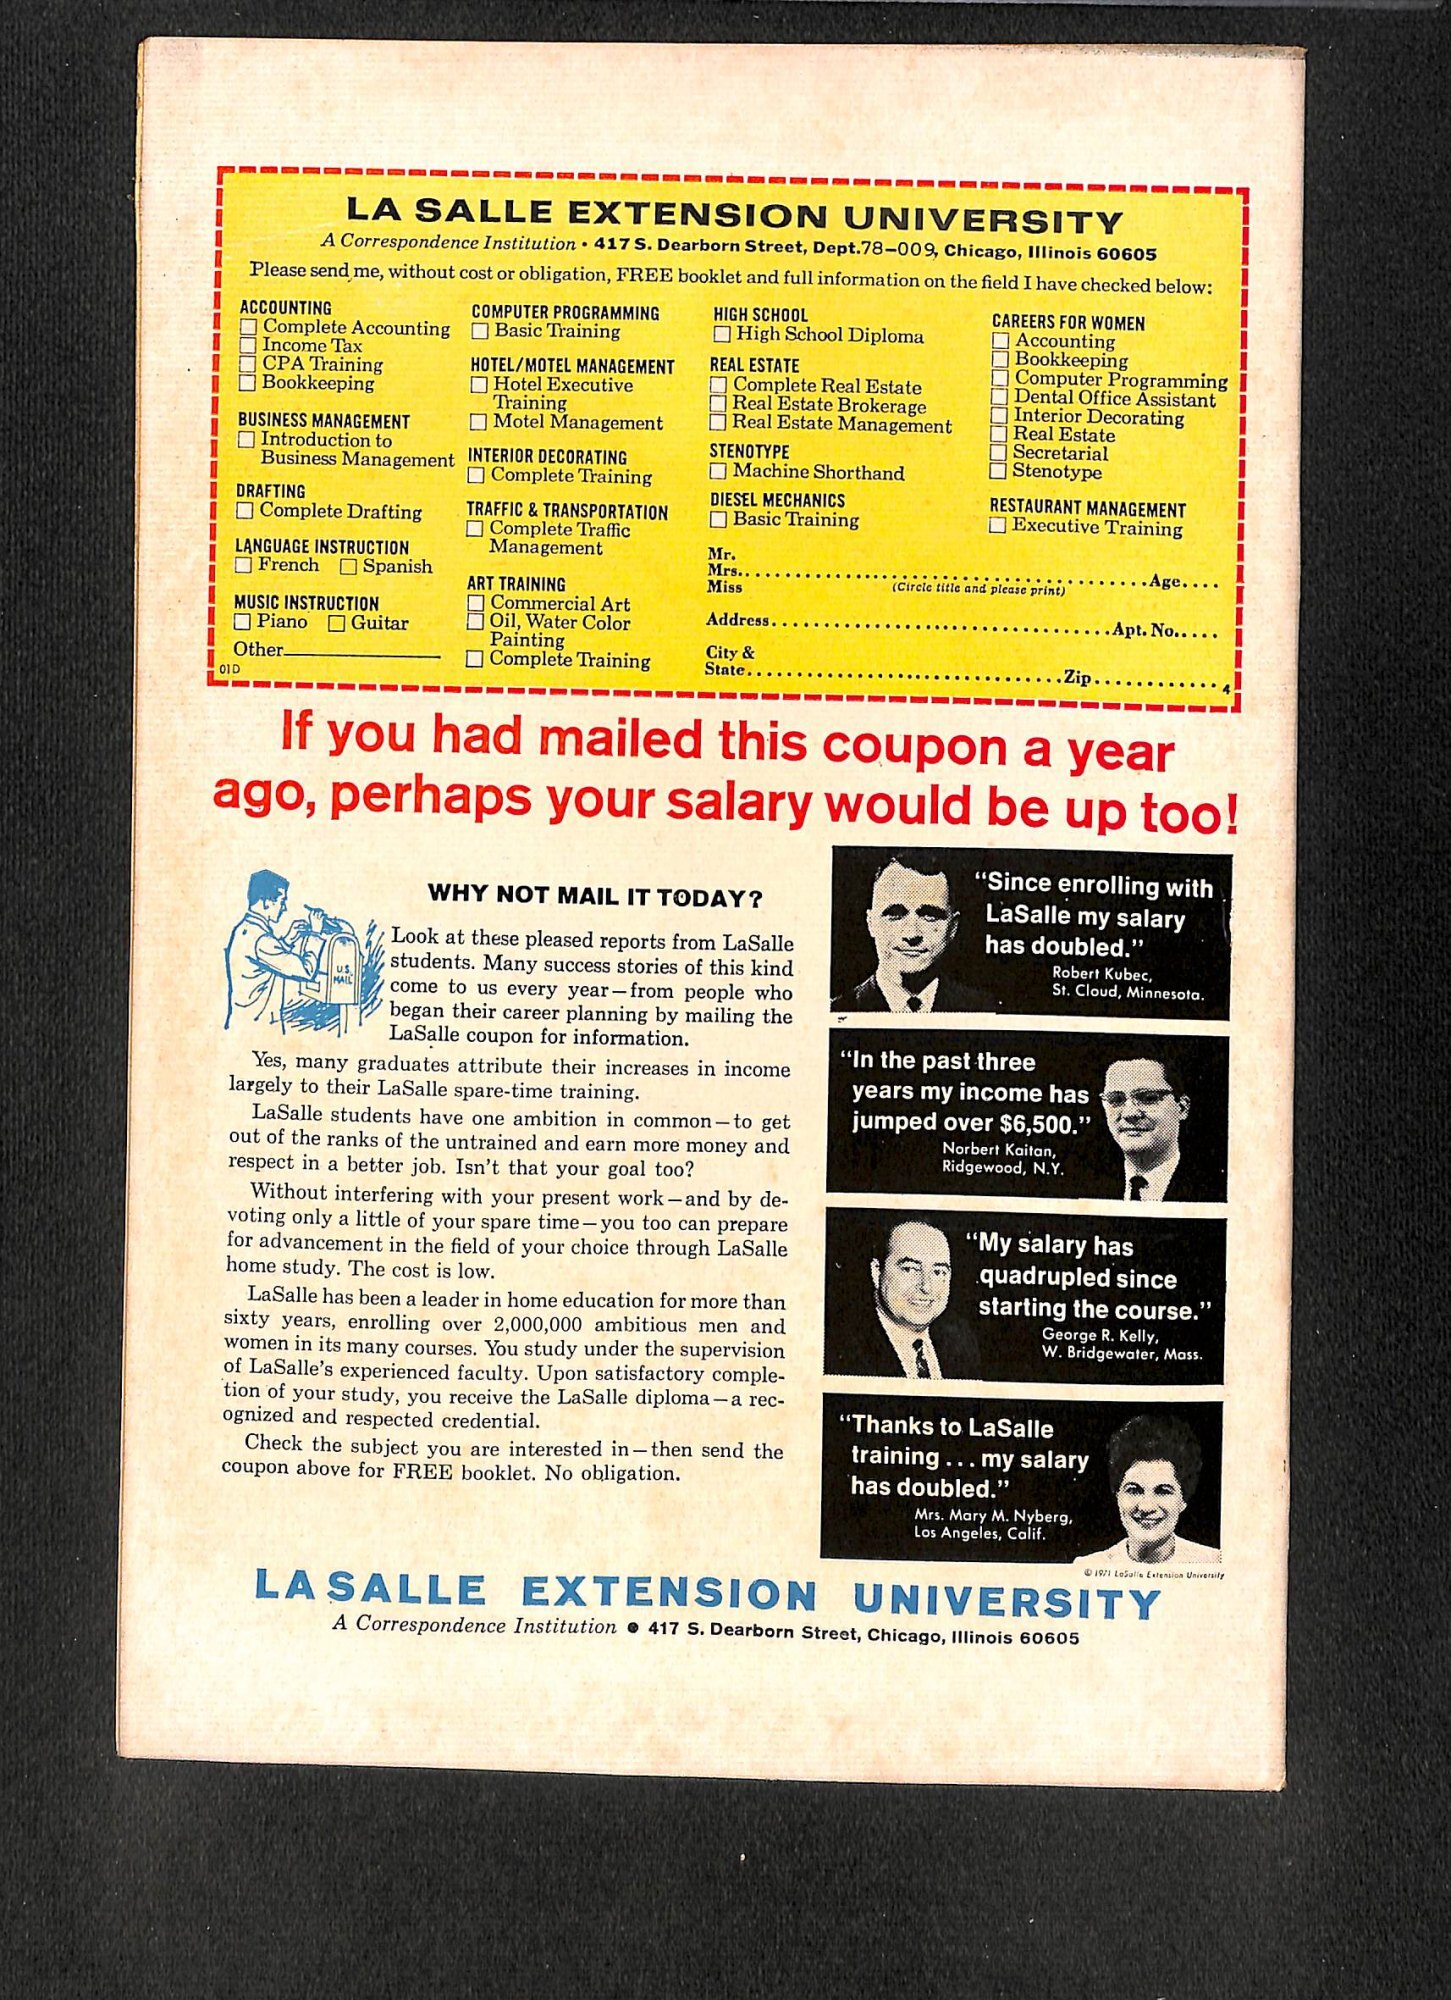 LA SALLE EXTENSION UNIVERSITY
A Correspondence Institution • 417 S. Dearborn Street, Dept. 78-009, Chicago, Illinois 60605
Please send me, without cost or obligation, FREE booklet and full information on the field I have checked below:
ACCOUNTING
Complete Accounting
Income Tax
CPA Training
Bookkeeping
BUSINESS MANAGEMENT
Introduction to
Business Management
DRAFTING
Complete Drafting
LANGUAGE INSTRUCTION
French Spanish
MUSIC INSTRUCTION
Piano Guitar
Other
01D
COMPUTER PROGRAMMING
Basic Training
HOTEL/MOTEL MANAGEMENT
Hotel Executive
Training
Motel Management
INTERIOR DECORATING
Complete Training
TRAFFIC & TRANSPORTATION
Complete Traffic
Management
ART TRAINING
Commercial Art
Oil, Water Color
Painting
Complete Training
HIGH SCHOOL
High School Diploma
REAL ESTATE
Complete Real Estate
Real Estate Brokerage
Real Estate Management
STENOTYPE
Machine Shorthand
DIESEL MECHANICS
Basic Training
CAREERS FOR WOMEN
Accounting
Bookkeeping
Computer Programming
Dental Office Assistant
Interior Decorating
Real Estate
Secretarial
Stenotype
RESTAURANT MANAGEMENT
Executive Training
Mr.
Mrs. Age
Miss (Circle title and please print)
Address Apt. No.
City &
State Zip
4
If you had mailed this coupon a year
ago, perhaps your salary would be up too!
WHY NOT MAIL IT TODAY?
U.S.
MAIL
Look at these pleased reports from LaSalle
students. Many success stories of this kind
come to us every year—from people who
began their career planning by mailing the
LaSalle coupon for information.
Yes, many graduates attribute their increases in income
largely to their LaSalle spare-time training.
LaSalle students have one ambition in common—to get
out of the ranks of the untrained and earn more money and
respect in a better job. Isn't that your goal too?
Without interfering with your present work—and by de-
voting only a little of your spare time—you too can prepare
for advancement in the field of your choice through LaSalle
home study. The cost is low.
LaSalle has been a leader in home education for more than
sixty years, enrolling over 2,000,000 ambitious men and
women in its many courses. You study under the supervision
of LaSalle's experienced faculty. Upon satisfactory comple-
tion of your study, you receive the LaSalle diploma—a rec-
ognized and respected credential.
Check the subject you are interested in—then send the
coupon above for FREE booklet. No obligation.
"Since enrolling with
LaSalle my salary
has doubled."
Robert Kubec,
St. Cloud, Minnesota.
"In the past three
years my income has
jumped over $6,500."
Norbert Kaitan,
Ridgewood, N.Y.
"My salary has
quadrupled since
starting the course."
George R. Kelly,
W. Bridgewater, Mass.
"Thanks to LaSalle
training ... my salary
has doubled."
Mrs. Mary M. Nyberg,
Los Angeles, Calif.
© 1971 LaSalle Extension University
LA SALLE EXTENSION UNIVERSITY
A Correspondence Institution • 417 S. Dearborn Street, Chicago, Illinois 60605